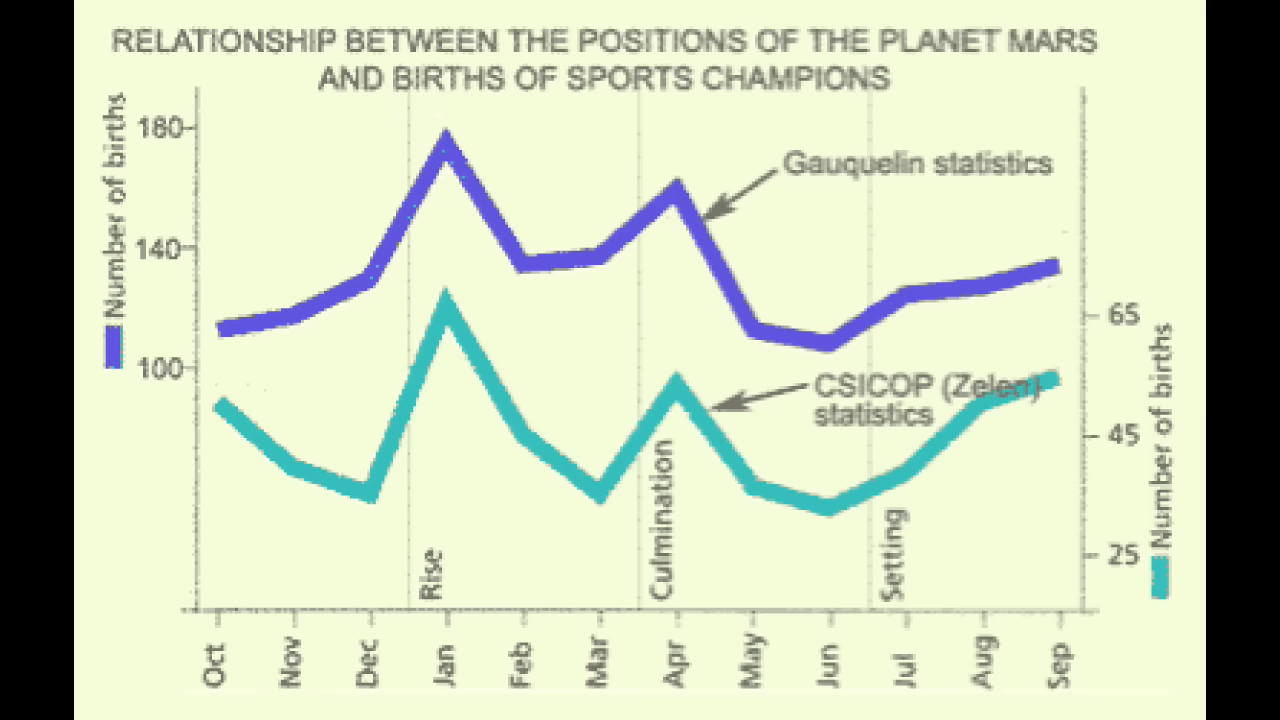 RELATIONSHIP BETWEEN THE POSITIONS OF THE PLANET MARS
AND BIRTHS OF SPORTS CHAMPIONS
Number of births
180
140
100
Gauquelin statistics
CSICOP (Zelen)
statistics
65
45
25
Number of births
Rise
Culmination
Setting
Oct
Nov
Dec
Jan
Feb
Mar
Apr
May
Jun
Jul
Aug
Sep